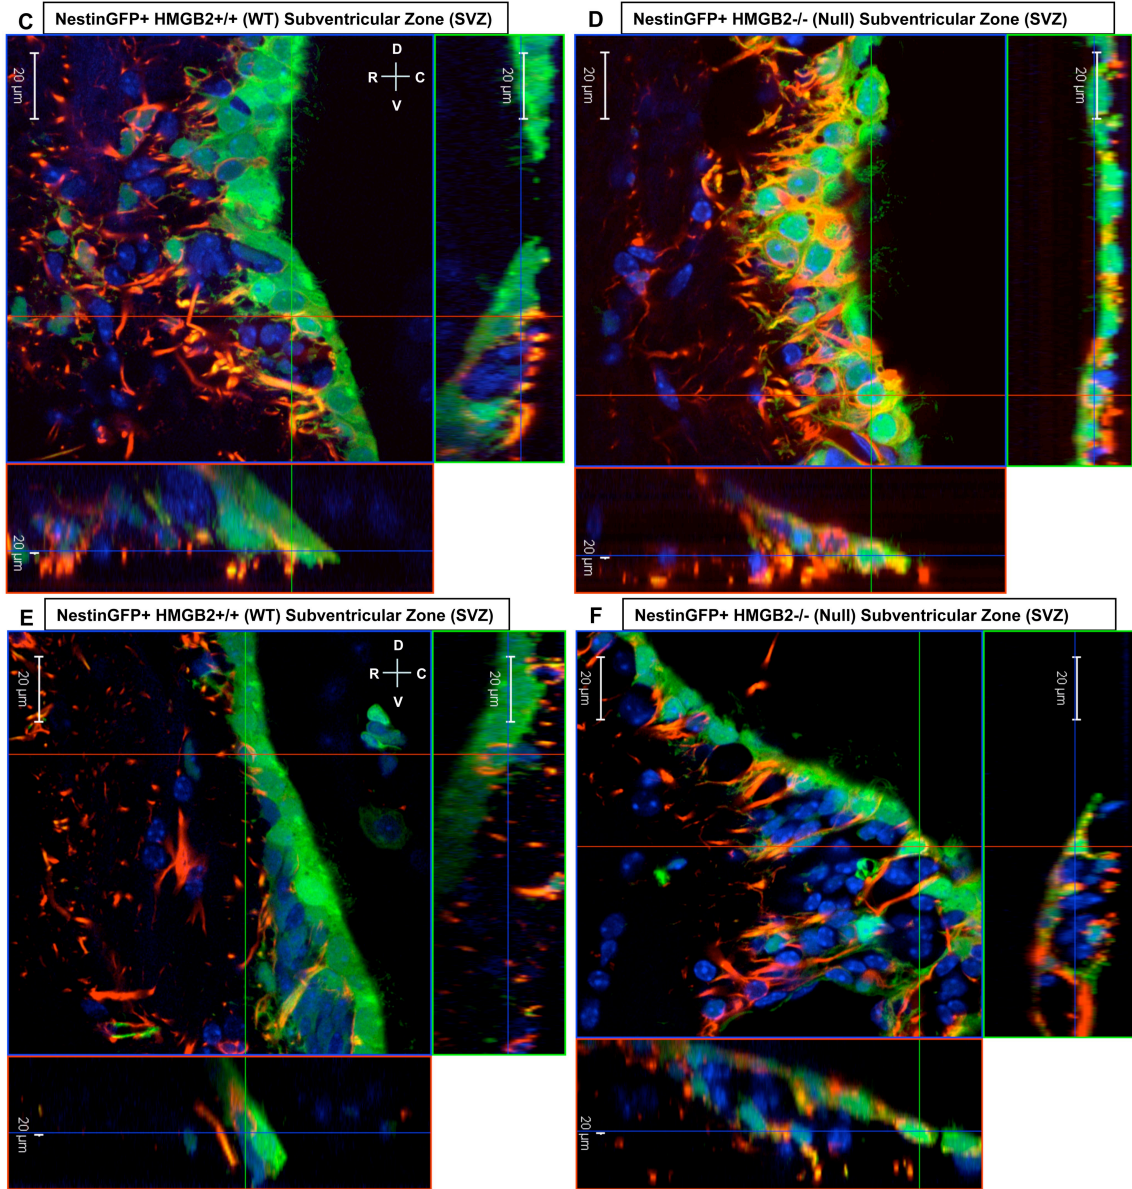 C
NestinGFP+ HMGB2+/+ (WT) Subventricular Zone (SVZ)
D
NestinGFP+ HMGB2-/- (Null) Subventricular Zone (SVZ)
20 µm
D
R C
V
20 µm
20 µm
20 µm
20 µm
20 µm
E
NestinGFP+ HMGB2+/+ (WT) Subventricular Zone (SVZ)
F
NestinGFP+ HMGB2-/- (Null) Subventricular Zone (SVZ)
20 µm
D
R C
V
20 µm
20 µm
20 µm
20 µm
20 µm